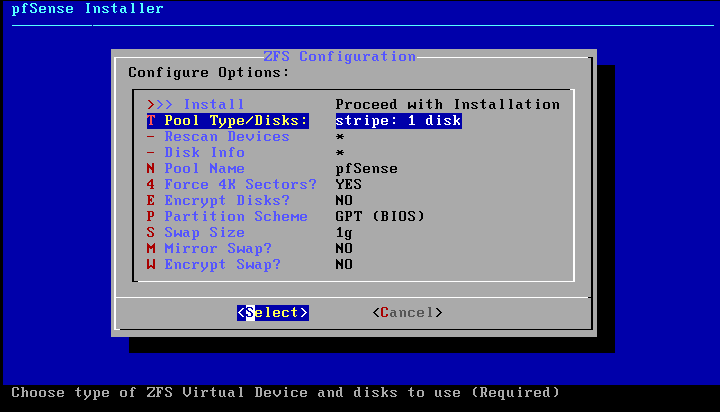 pfSense Installer
ZFS Configuration
Configure Options:
>>> Install Proceed with Installation
T Pool Type/Disks: stripe: 1 disk
- Rescan Devices *
- Disk Info *
N Pool Name pfSense
4 Force 4K Sectors? YES
E Encrypt Disks? NO
P Partition Scheme GPT (BIOS)
S Swap Size 1g
M Mirror Swap? NO
W Encrypt Swap? NO
<Select> <Cancel>
Choose type of ZFS Virtual Device and disks to use (Required)